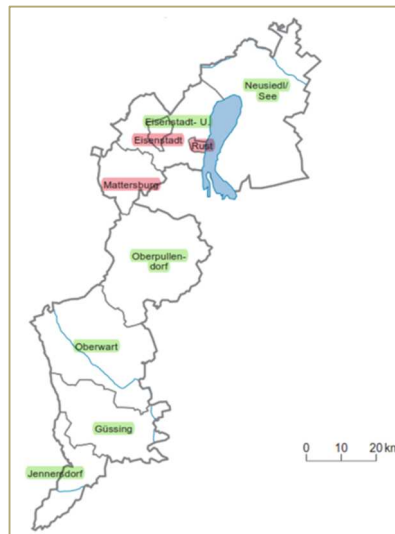 Neusiedl/
See
Eisenstadt- U.
Eisenstadt
Rust
Mattersburg
Oberpullen-
dorf
Oberwart
Güssing
Jennersdorf
0 10 20 km